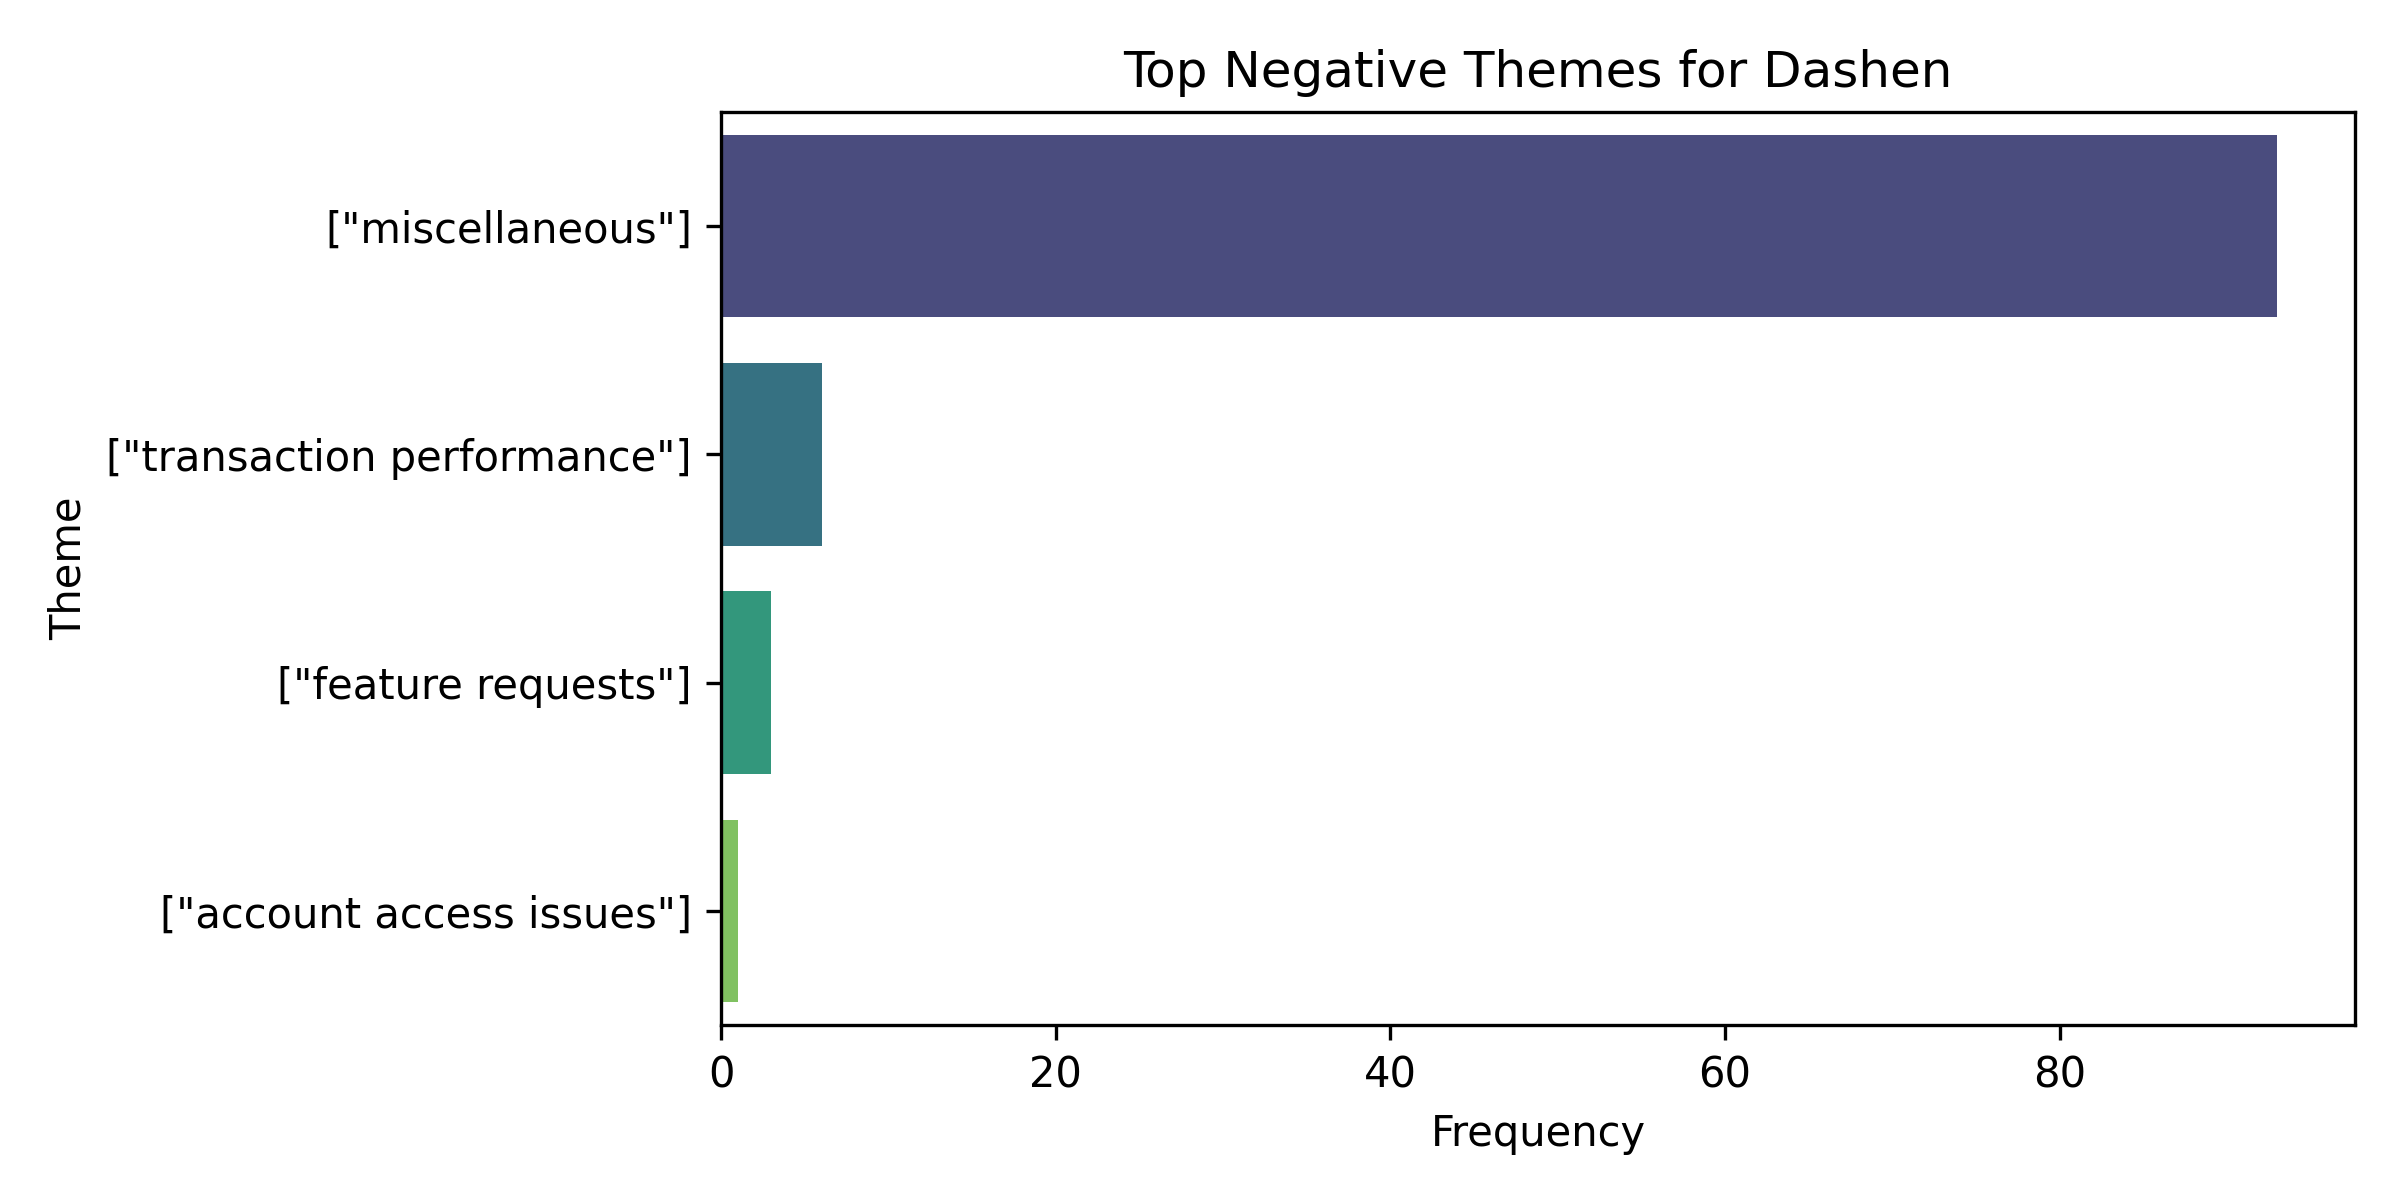 Top Negative Themes for Dashen
["miscellaneous"]
["transaction performance"]
["feature requests"]
["account access issues"]
Theme
0 20 40 60 80
Frequency